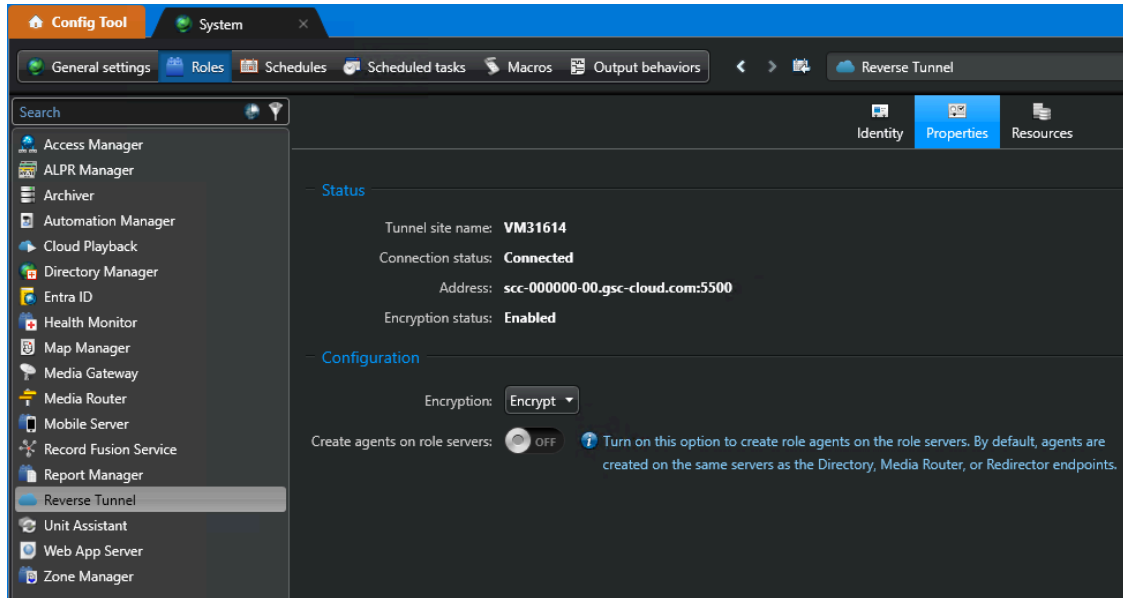 Config Tool
System
General settings
Roles
Schedules
Scheduled tasks
Macros
Output behaviors
Reverse Tunnel
Search
Identity
Properties
Resources
Access Manager
ALPR Manager
Archiver
Automation Manager
Cloud Playback
Directory Manager
Entra ID
Health Monitor
Map Manager
Media Gateway
Media Router
Mobile Server
Record Fusion Service
Report Manager
Reverse Tunnel
Unit Assistant
Web App Server
Zone Manager
Status
Tunnel site name: VM31614
Connection status: Connected
Address: scc-000000-00.gsc-cloud.com:5500
Encryption status: Enabled
Configuration
Encryption: Encrypt
Create agents on role servers: OFF
Turn on this option to create role agents on the role servers. By default, agents are
created on the same servers as the Directory, Media Router, or Redirector endpoints.